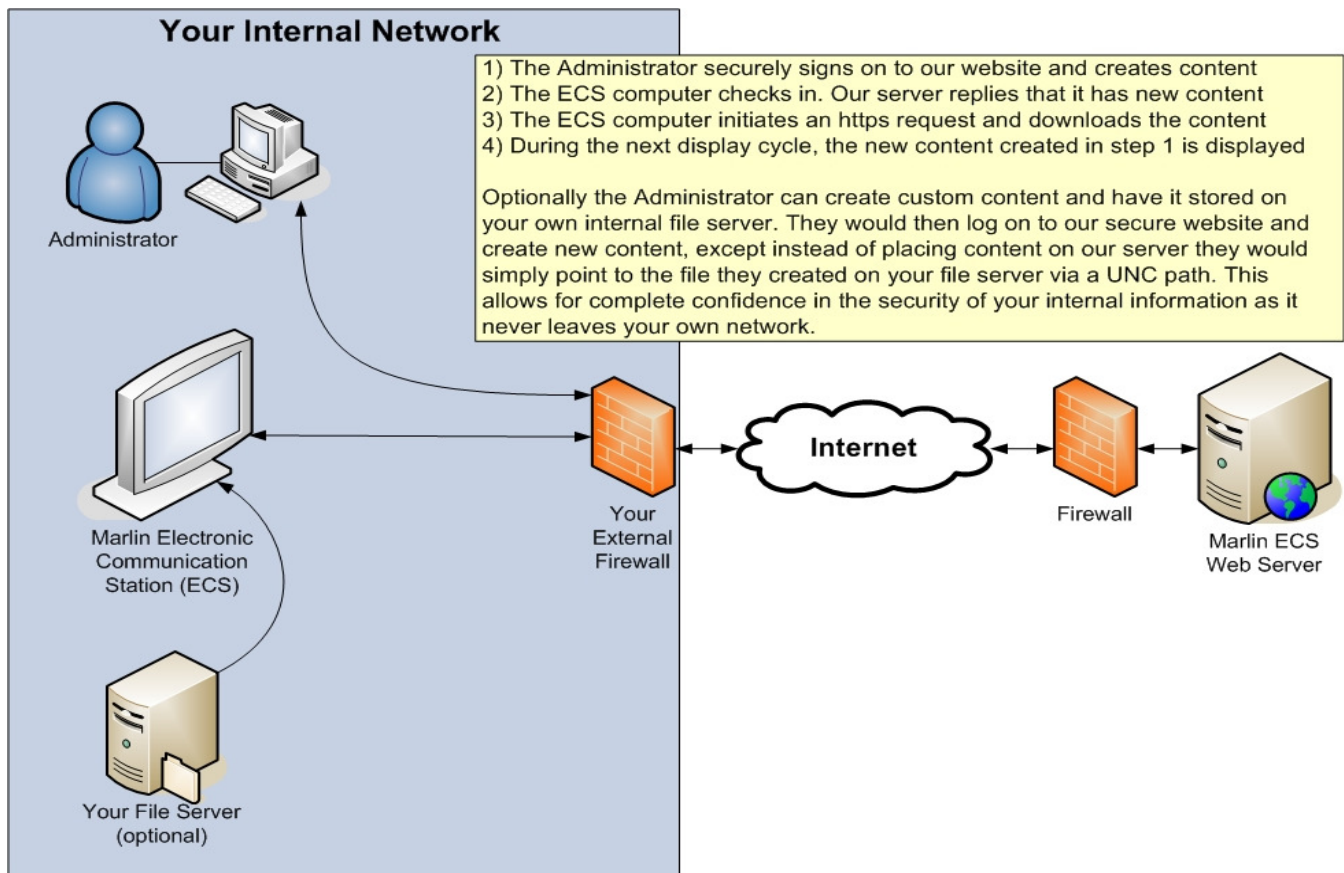 Your Internal Network
1) The Administrator securely signs on to our website and creates content
2) The ECS computer checks in. Our server replies that it has new content
3) The ECS computer initiates an https request and downloads the content
4) During the next display cycle, the new content created in step 1 is displayed
Optionally the Administrator can create custom content and have it stored on
your own internal file server. They would then log on to our secure website and
create new content, except instead of placing content on our server they would
simply point to the file they created on your file server via a UNC path. This
allows for complete confidence in the security of your internal information as it
never leaves your own network.
Administrator
Marlin Electronic
Communication
Station (ECS)
Your
External
Firewall
Internet
Firewall
Marlin ECS
Web Server
Your File Server
(optional)